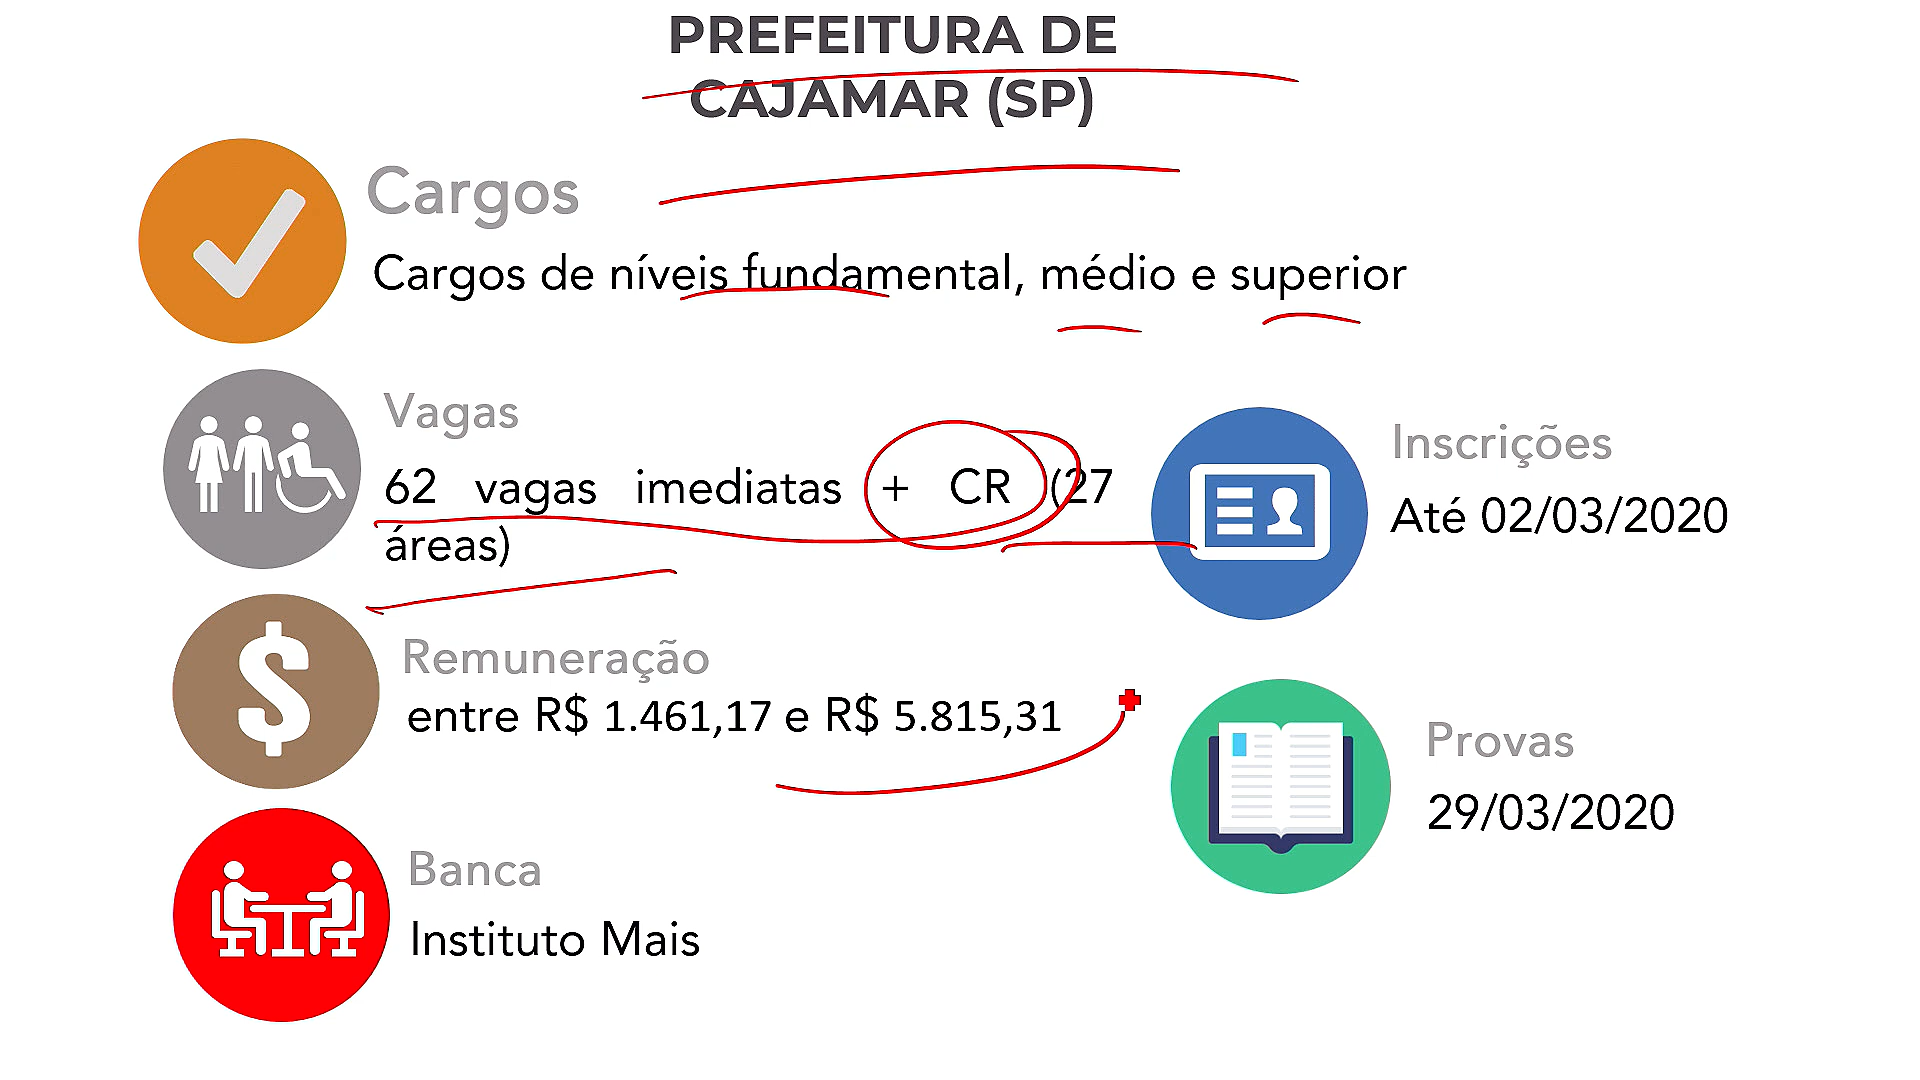 PREFEITURA DE
CAJAMAR (SP)
Cargos
Cargos de níveis fundamental, médio e superior
Vagas
62 vagas imediatas + CR (27
áreas)
Remuneração
entre R$ 1.461,17 e R$ 5.815,31
Banca
Instituto Mais
Inscrições
Até 02/03/2020
Provas
29/03/2020